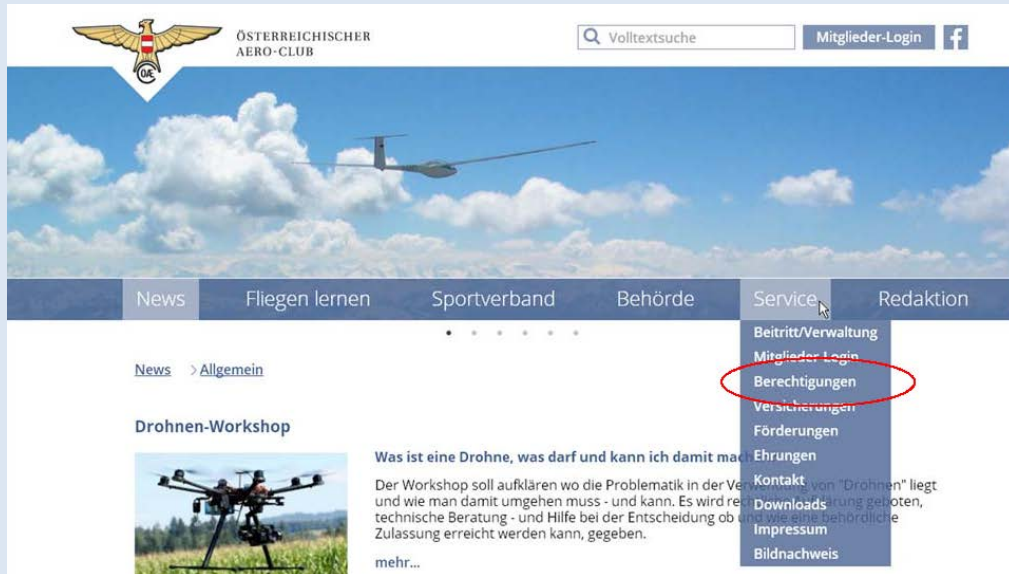 ÖSTERREICHISCHER
AERO-CLUB
ŒC
Volltextsuche
Mitglieder-Login
f
News
Fliegen lernen
Sportverband
Behörde
Service
Redaktion
Beitritt/Verwaltung
Mitglieder Login
Berechtigungen
Versicherungen
Förderungen
Ehrungen
Kontakt
Downloads
Impressum
Bildnachweis
News > Allgemein
Drohnen-Workshop
Was ist eine Drohne, was darf und kann ich damit mach
Der Workshop soll aufklären wo die Problematik in der Verwendung von "Drohnen" liegt
und wie man damit umgehen muss - und kann. Es wird geboten,
technische Beratung - und Hilfe bei der Entscheidung ob und wie eine behördliche
Zulassung erreicht werden kann, gegeben.
mehr...